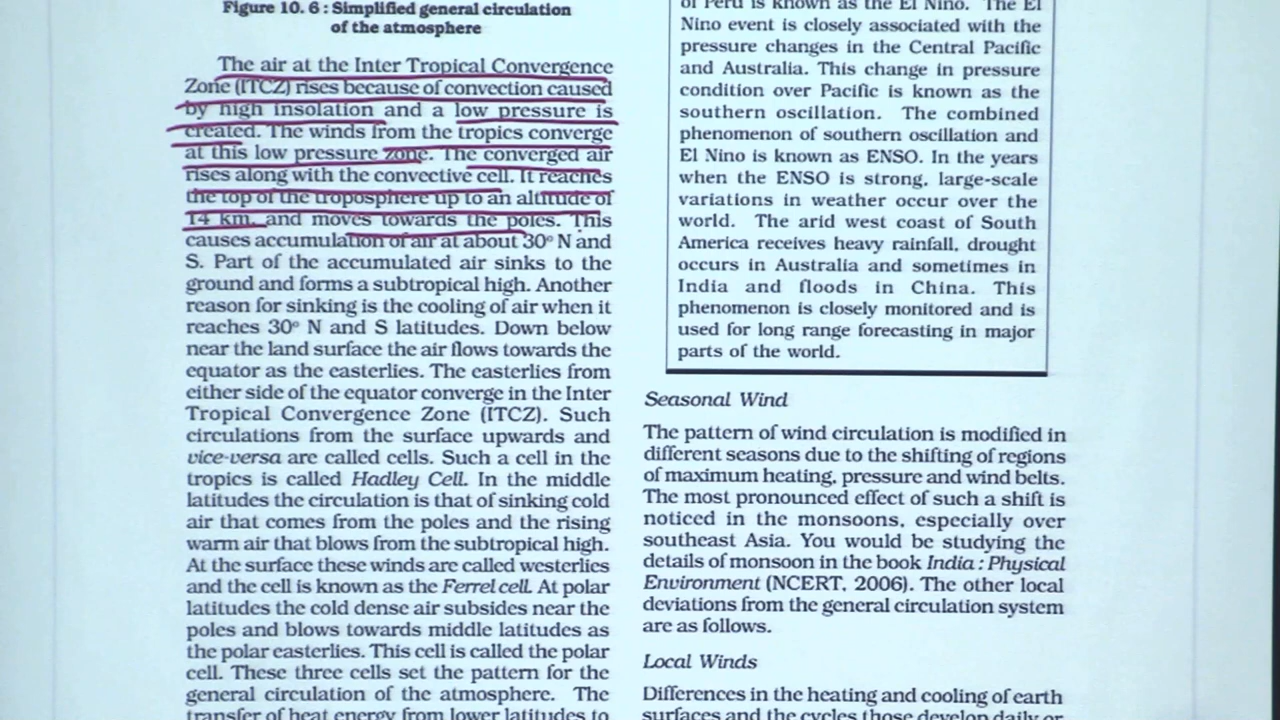 Figure 10. 6 : Simplified general circulation
of the atmosphere
The air at the Inter Tropical Convergence
Zone (ITCZ) rises because of convection caused
by high insolation and a low pressure is
created. The winds from the tropics converge
at this low pressure zone. The converged air
rises along with the convective cell. It reaches
the top of the troposphere up to an altitude of
14 km. and moves towards the poles. This
causes accumulation of air at about 30° N and
S. Part of the accumulated air sinks to the
ground and forms a subtropical high. Another
reason for sinking is the cooling of air when it
reaches 30° N and S latitudes. Down below
near the land surface the air flows towards the
equator as the easterlies. The easterlies from
either side of the equator converge in the Inter
Tropical Convergence Zone (ITCZ). Such
circulations from the surface upwards and
vice-versa are called cells. Such a cell in the
tropics is called Hadley Cell. In the middle
latitudes the circulation is that of sinking cold
air that comes from the poles and the rising
warm air that blows from the subtropical high.
At the surface these winds are called westerlies
and the cell is known as the Ferrel cell. At polar
latitudes the cold dense air subsides near the
poles and blows towards middle latitudes as
the polar easterlies. This cell is called the polar
cell. These three cells set the pattern for the
general circulation of the atmosphere. The
transfer of heat energy from lower latitudes to
of Peru is known as the El Nino. The El
Nino event is closely associated with the
pressure changes in the Central Pacific
and Australia. This change in pressure
condition over Pacific is known as the
southern oscillation. The combined
phenomenon of southern oscillation and
El Nino is known as ENSO. In the years
when the ENSO is strong, large-scale
variations in weather occur over the
world. The arid west coast of South
America receives heavy rainfall, drought
occurs in Australia and sometimes in
India and floods in China. This
phenomenon is closely monitored and is
used for long range forecasting in major
parts of the world.
Seasonal Wind
The pattern of wind circulation is modified in
different seasons due to the shifting of regions
of maximum heating, pressure and wind belts.
The most pronounced effect of such a shift is
noticed in the monsoons, especially over
southeast Asia. You would be studying the
details of monsoon in the book India : Physical
Environment (NCERT, 2006). The other local
deviations from the general circulation system
are as follows.
Local Winds
Differences in the heating and cooling of earth
surfaces and the cycles those develop daily or